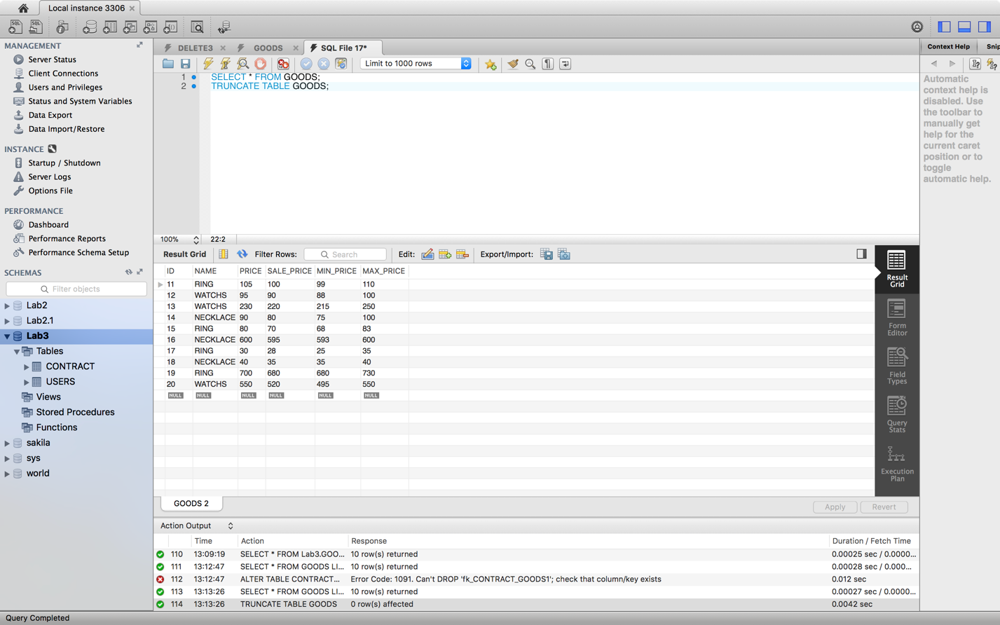 Local instance 3306
MANAGEMENT
Server Status
Client Connections
Users and Privileges
Status and System Variables
Data Export
Data Import/Restore
INSTANCE
Startup / Shutdown
Server Logs
Options File
PERFORMANCE
Dashboard
Performance Reports
Performance Schema Setup
SCHEMAS
Filter objects
Lab2
Lab2.1
Lab3
Tables
CONTRACT
USERS
Views
Stored Procedures
Functions
sakila
sys
world
DELETE3
GOODS
SQL File 17*
Limit to 1000 rows
1 SELECT * FROM GOODS;
2 TRUNCATE TABLE GOODS;
100% 22:2
Result Grid Filter Rows: Search Edit: Export/Import:
ID NAME PRICE SALE_PRICE MIN_PRICE MAX_PRICE
11 RING 105 100 99 110
12 WATCHS 95 90 88 100
13 WATCHS 230 220 215 250
14 NECKLACE 90 80 75 100
15 RING 80 70 68 83
16 NECKLACE 600 595 593 600
17 RING 30 28 25 35
18 NECKLACE 40 35 35 40
19 RING 700 680 680 730
20 WATCHS 550 520 495 550
NULL NULL NULL NULL NULL NULL
Result
Grid
Form
Editor
Field
Types
Query
Stats
Execution
Plan
GOODS 2
Apply Revert
Action Output
Time Action Response Duration / Fetch Time
110 13:09:19 SELECT * FROM Lab3.GOO... 10 row(s) returned 0.00025 sec / 0.0000...
111 13:12:47 SELECT * FROM GOODS LI... 10 row(s) returned 0.00028 sec / 0.000...
112 13:12:47 ALTER TABLE CONTRACT... Error Code: 1091. Can't DROP 'fk_CONTRACT_GOODS1'; check that column/key exists 0.012 sec
113 13:13:26 SELECT * FROM GOODS LI... 10 row(s) returned 0.00027 sec / 0.0000...
114 13:13:26 TRUNCATE TABLE GOODS 0 row(s) affected 0.0042 sec
Context Help
Snip
Automatic
context help is
disabled. Use
the toolbar to
manually get
help for the
current caret
position or to
toggle
automatic help.
Query Completed